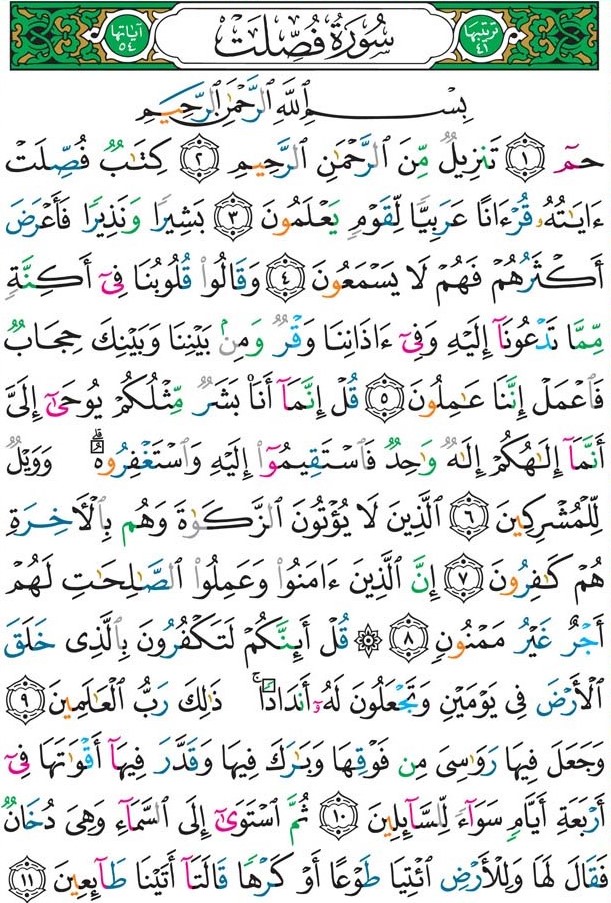 ترتيبها ٤١ سُورَةُ فُصِّلَتْ آياتها ٥٤
بِسْمِ ٱللَّهِ ٱلرَّحْمَٰنِ ٱلرَّحِيمِ
حمٓ ١ تَنزِيلٌ مِّنَ ٱلرَّحْمَٰنِ ٱلرَّحِيمِ ٢ كِتَٰبٌ فُصِّلَتْ
ءَايَٰتُهُۥ قُرْءَانًا عَرَبِيًّا لِّقَوْمٍ يَعْلَمُونَ ٣ بَشِيرًا وَنَذِيرًا فَأَعْرَضَ
أَكْثَرُهُمْ فَهُمْ لَا يَسْمَعُونَ ٤ وَقَالُوا۟ قُلُوبُنَا فِىٓ أَكِنَّةٍ
مِّمَّا تَدْعُونَآ إِلَيْهِ وَفِىٓ ءَاذَانِنَا وَقْرٌ وَمِنۢ بَيْنِنَا وَبَيْنِكَ حِجَابٌ
فَٱعْمَلْ إِنَّنَا عَٰمِلُونَ ٥ قُلْ إِنَّمَآ أَنَا۠ بَشَرٌ مِّثْلُكُمْ يُوحَىٰٓ إِلَىَّ
أَنَّمَآ إِلَٰهُكُمْ إِلَٰهٌ وَٰحِدٌ فَٱسْتَقِيمُوٓا۟ إِلَيْهِ وَٱسْتَغْفِرُوهُ ۗ وَوَيْلٌ
لِّلْمُشْرِكِينَ ٦ ٱلَّذِينَ لَا يُؤْتُونَ ٱلزَّكَوٰةَ وَهُم بِٱلْءَاخِرَةِ
هُمْ كَٰفِرُونَ ٧ إِنَّ ٱلَّذِينَ ءَامَنُوا۟ وَعَمِلُوا۟ ٱلصَّٰلِحَٰتِ لَهُمْ
أَجْرٌ غَيْرُ مَمْنُونٍ ٨ ۞ قُلْ أَئِنَّكُمْ لَتَكْفُرُونَ بِٱلَّذِى خَلَقَ
ٱلْأَرْضَ فِى يَوْمَيْنِ وَتَجْعَلُونَ لَهُۥٓ أَندَادًا ۚ ذَٰلِكَ رَبُّ ٱلْعَٰلَمِينَ ٩
وَجَعَلَ فِيهَا رَوَٰسِىَ مِن فَوْقِهَا وَبَٰرَكَ فِيهَا وَقَدَّرَ فِيهَآ أَقْوَٰتَهَا فِىٓ
أَرْبَعَةِ أَيَّامٍ سَوَآءً لِّلسَّآئِلِينَ ١٠ ثُمَّ ٱسْتَوَىٰٓ إِلَى ٱلسَّمَآءِ وَهِىَ دُخَانٌ
فَقَالَ لَهَا وَلِلْأَرْضِ ٱئْتِيَا طَوْعًا أَوْ كَرْهًا قَالَتَآ أَتَيْنَا طَآئِعِينَ ١١